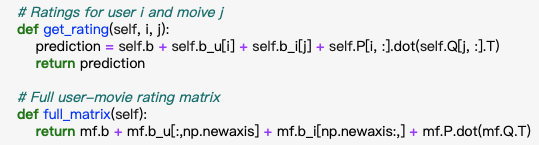 # Ratings for user i and moive j
def get_rating(self, i, j):
prediction = self.b + self.b_u[i] + self.b_i[j] + self.P[i, :].dot(self.Q[j, :].T)
return prediction
# Full user-movie rating matrix
def full_matrix(self):
return mf.b + mf.b_u[:,np.newaxis] + mf.b_i[np.newaxis:,] + mf.P.dot(mf.Q.T)